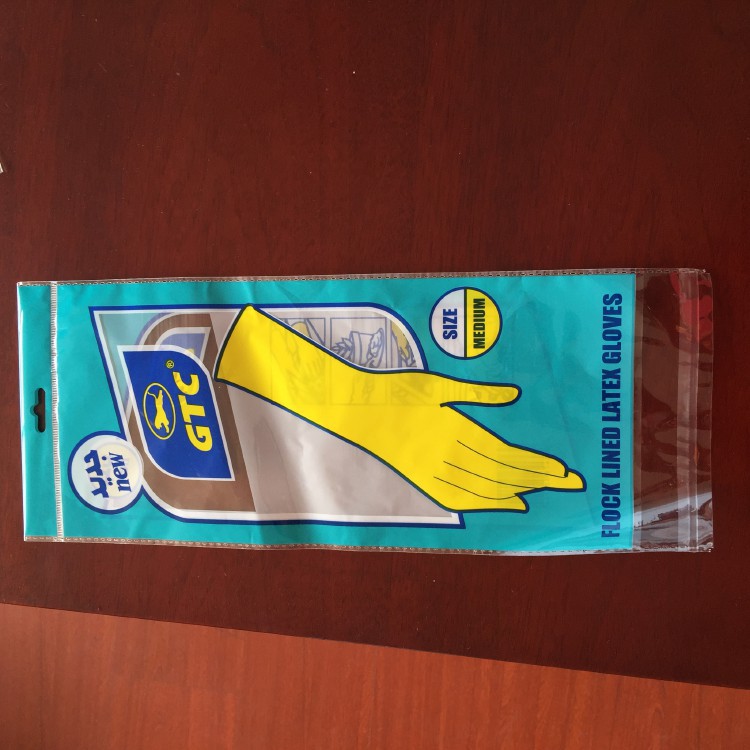 جديد
new
GTC®
SIZE
MEDIUM
FLOCK LINED LATEX GLOVES